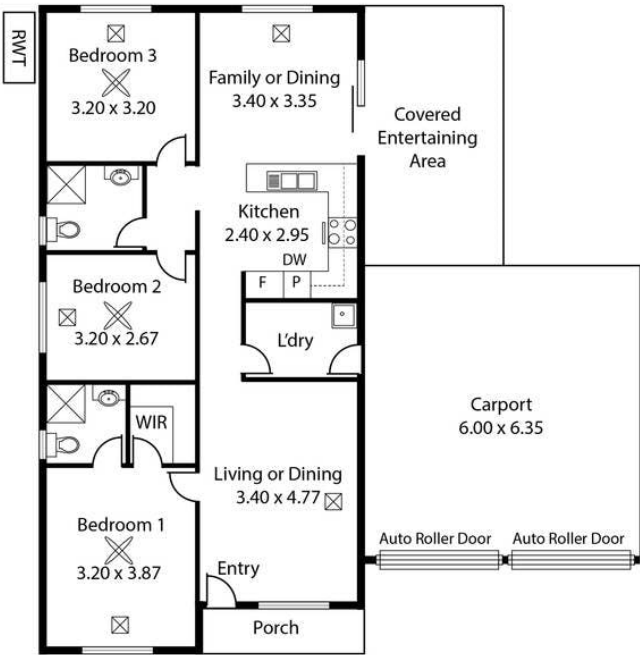 RWT
Bedroom 3
3.20 x 3.20
Family or Dining
3.40 x 3.35
Covered
Entertaining
Area
Kitchen
2.40 x 2.95
DW
F
P
Bedroom 2
3.20 x 2.67
L'dry
WIR
Carport
6.00 x 6.35
Living or Dining
3.40 x 4.77
Bedroom 1
3.20 x 3.87
Auto Roller Door
Auto Roller Door
Entry
Porch